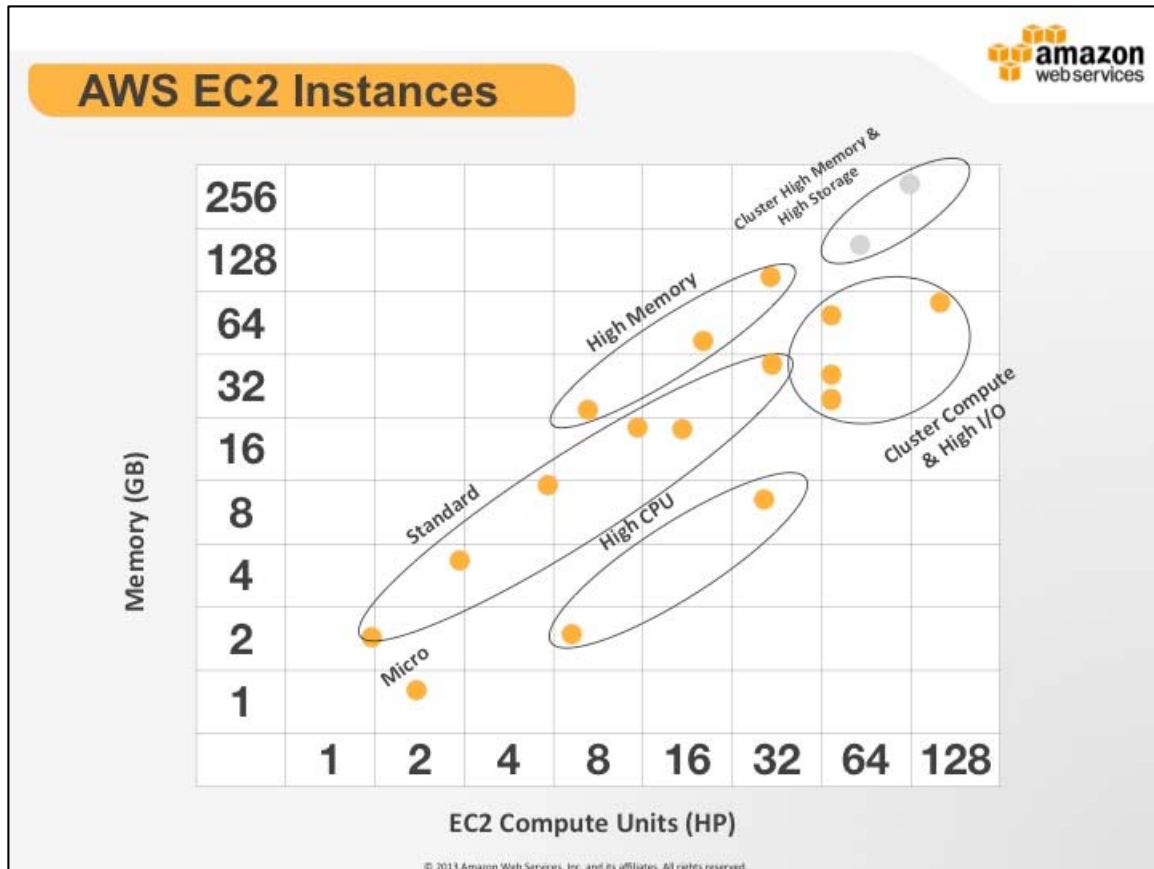 amazon
webservices
AWS EC2 Instances
Cluster High Memory &
High Storage
256
128
64
32
16
8
4
2
1
High Memory
Standard
High CPU
Cluster Compute
& High I/O
Micro
Memory (GB)
1 2 4 8 16 32 64 128
EC2 Compute Units (HP)
© 2013 Amazon Web Services, Inc. and its affiliates. All rights reserved.